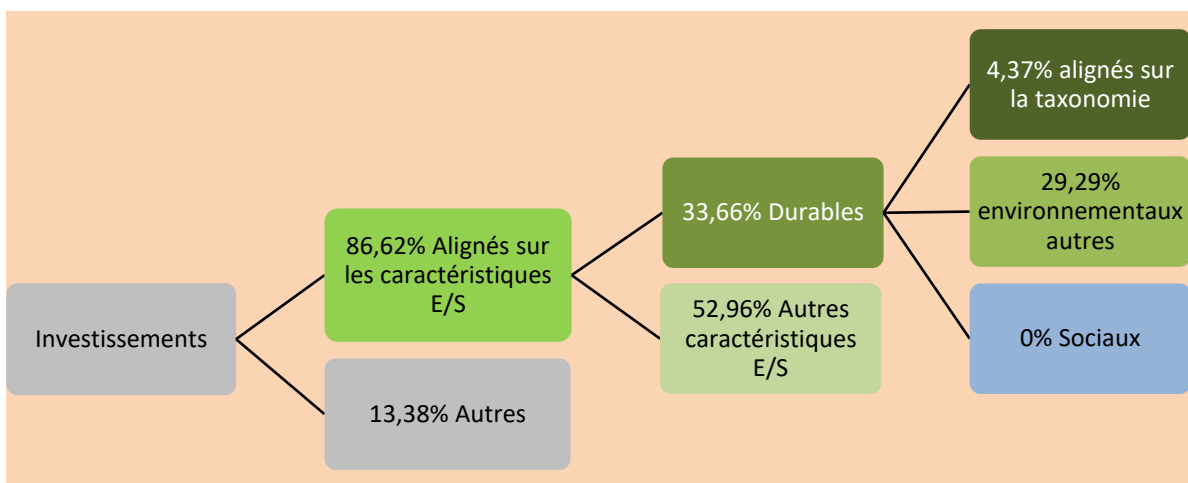 Investissements
86,62% Alignés sur
les caractéristiques
E/S
13,38% Autres
33,66% Durables
52,96% Autres
caractéristiques
E/S
4,37% alignés sur
la taxonomie
29,29%
environnementaux
autres
0% Sociaux